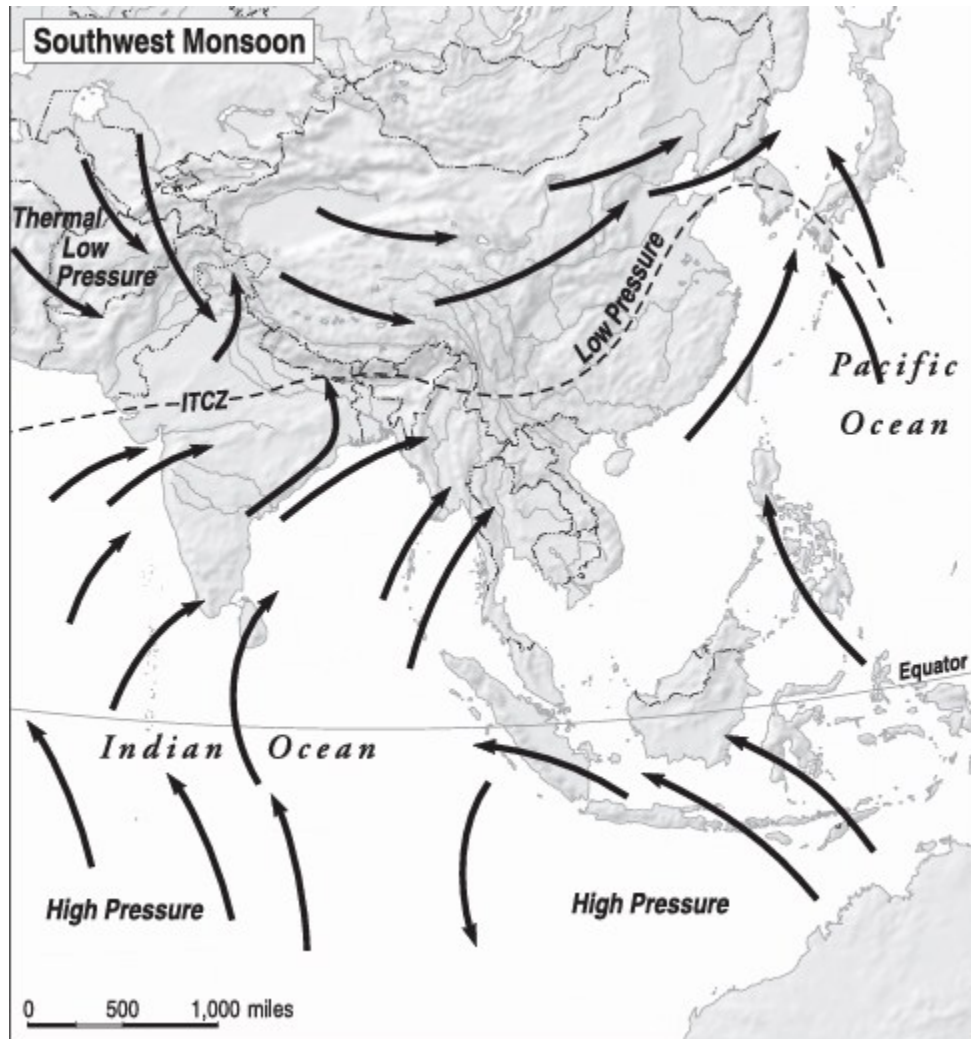 Southwest Monsoon
Thermal
Low
Pressure
Low Pressure
Pacific
Ocean
ITCZ
Equator
Indian Ocean
High Pressure
High Pressure
0 500 1,000 miles